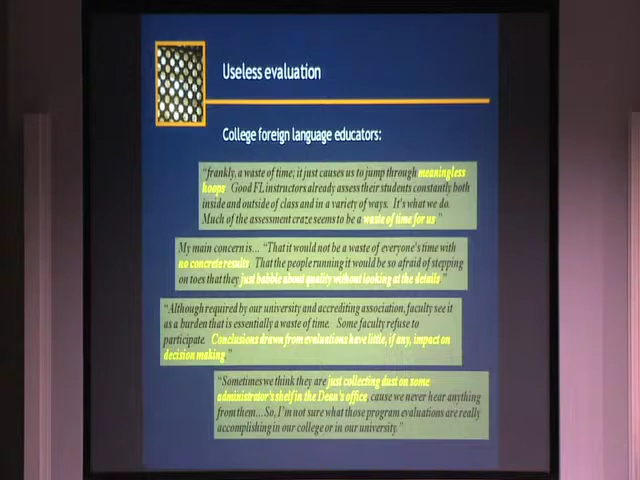 Useless evaluation
College foreign language educators:
"frankly, a waste of time; it just causes us to jump through meaningless
hoops. Good FL instructors already assess their students constantly both
inside and outside of class and in a variety of ways. It's what we do.
Much of the assessment craze seems to be a waste of time for us."
My main concern is... "That it would not be a waste of everyone's time with
no concrete results. That the people running it would be so afraid of stepping
on toes that they just babble about quality without looking at the details."
"Although required by our university and accrediting association, faculty see it
as a burden that is essentially a waste of time. Some faculty refuse to
participate. Conclusions drawn from evaluations have little, if any, impact on
decision making."
"Sometimes we think they are just collecting dust on some
administrator's shelf in the Dean's office cause we never hear anything
from them... So, I'm not sure what those program evaluations are really
accomplishing in our college or in our university."